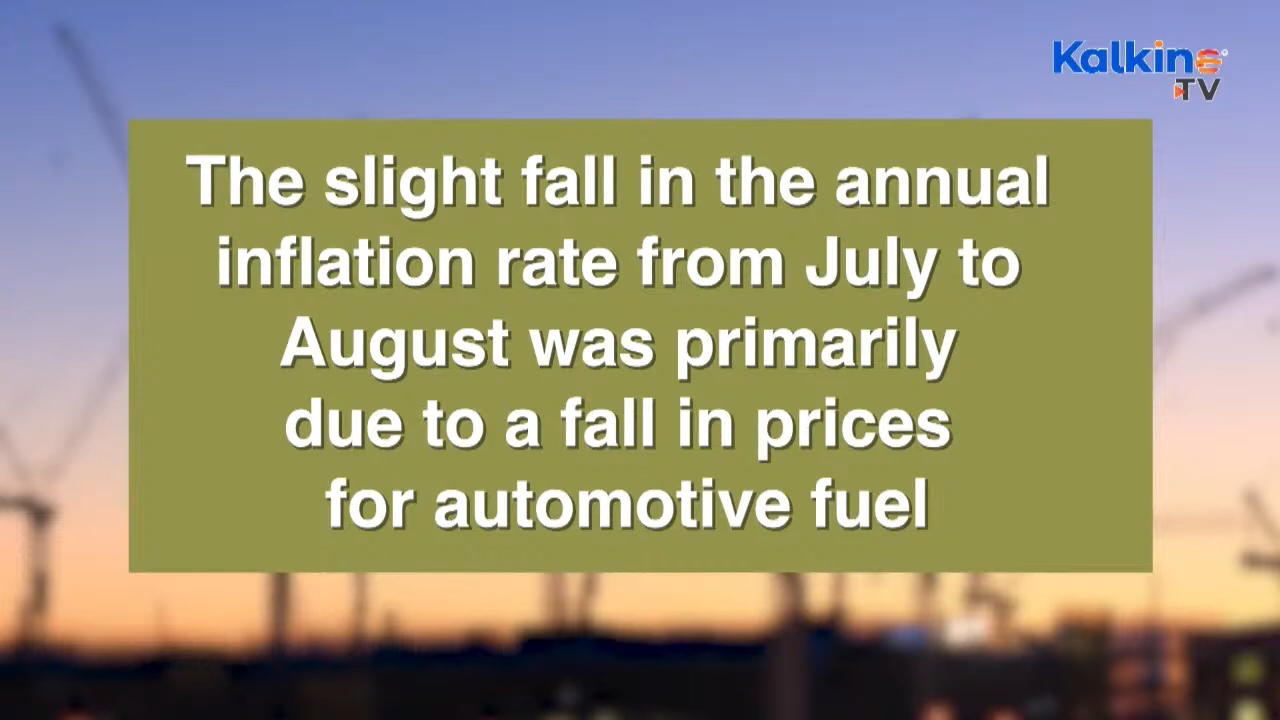 Kalkine
TV
The slight fall in the annual
inflation rate from July to
August was primarily
due to a fall in prices
for automotive fuel